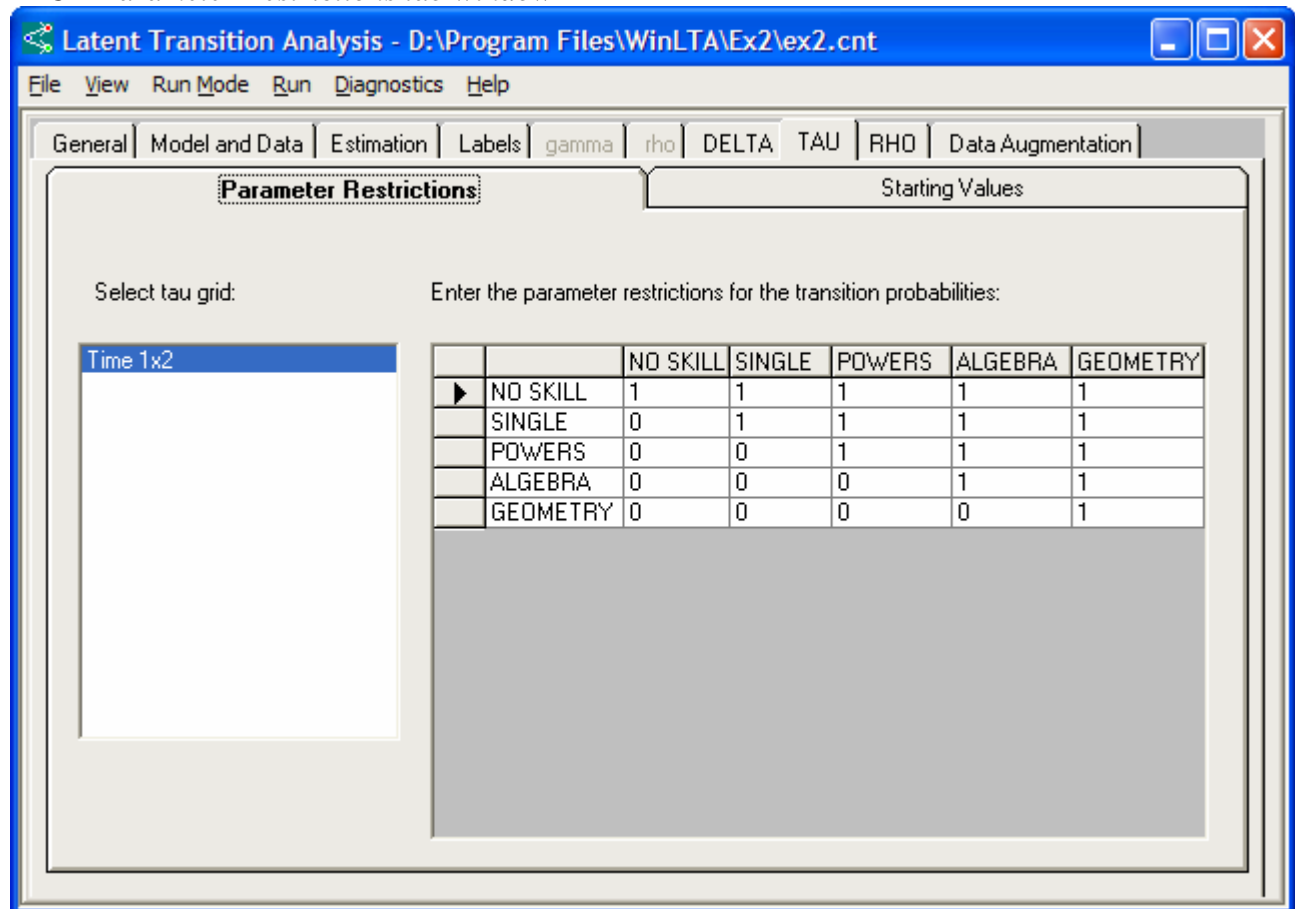 Latent Transition Analysis - D:\Program Files\WinLTA\Ex2\ex2.cnt
File View Run Mode Run Diagnostics Help
General Model and Data Estimation Labels gamma rho DELTA TAU RHO Data Augmentation
Parameter Restrictions Starting Values
Select tau grid: Enter the parameter restrictions for the transition probabilities:
Time 1x2
NO SKILL SINGLE POWERS ALGEBRA GEOMETRY
NO SKILL 1 1 1 1 1
SINGLE 0 1 1 1 1
POWERS 0 0 1 1 1
ALGEBRA 0 0 0 1 1
GEOMETRY 0 0 0 0 1